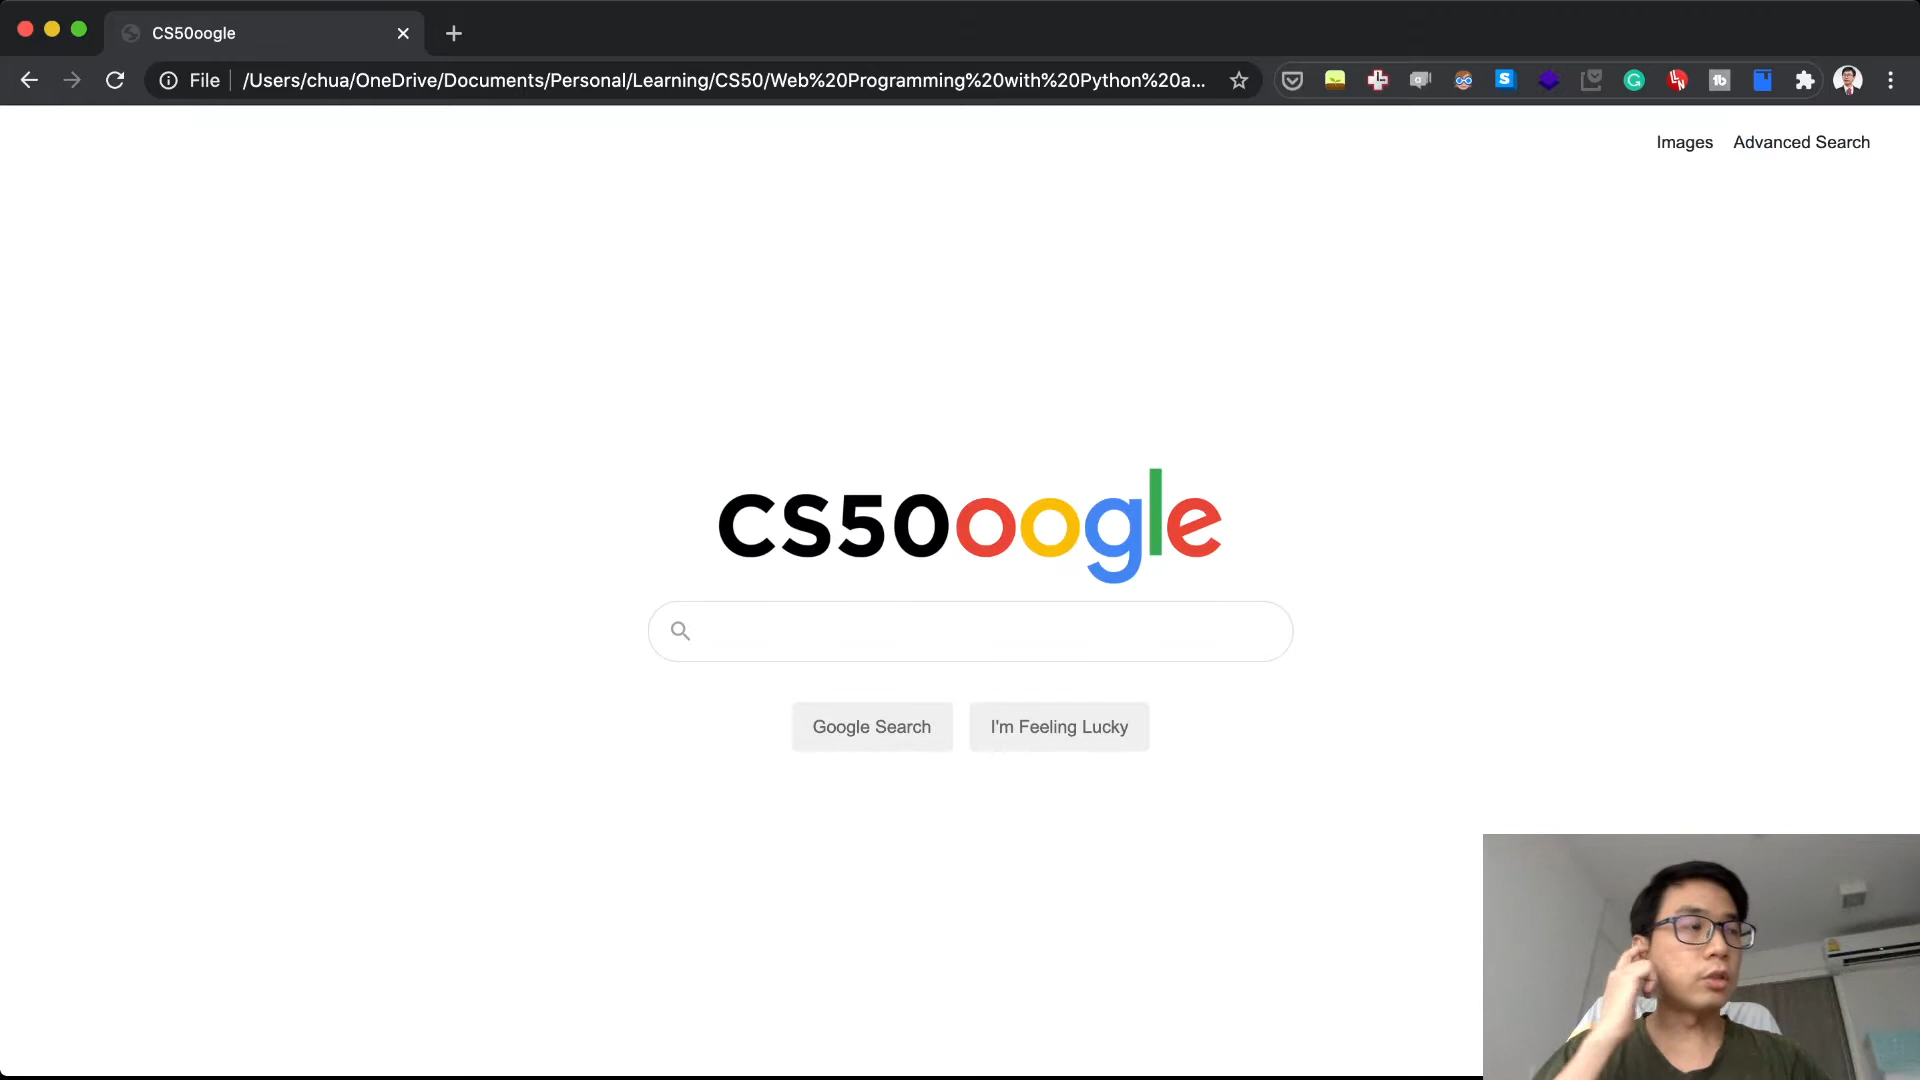 CS50oogle
File /Users/chua/OneDrive/Documents/Personal/Learning/CS50/Web%20Programming%20with%20Python%20a...
Images Advanced Search
CS50oogle
Google Search I'm Feeling Lucky